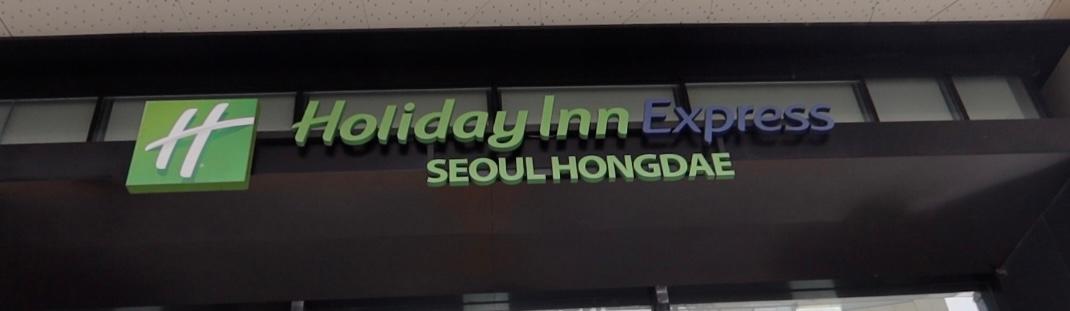 H Holiday Inn Express
SEOUL HONGDAE